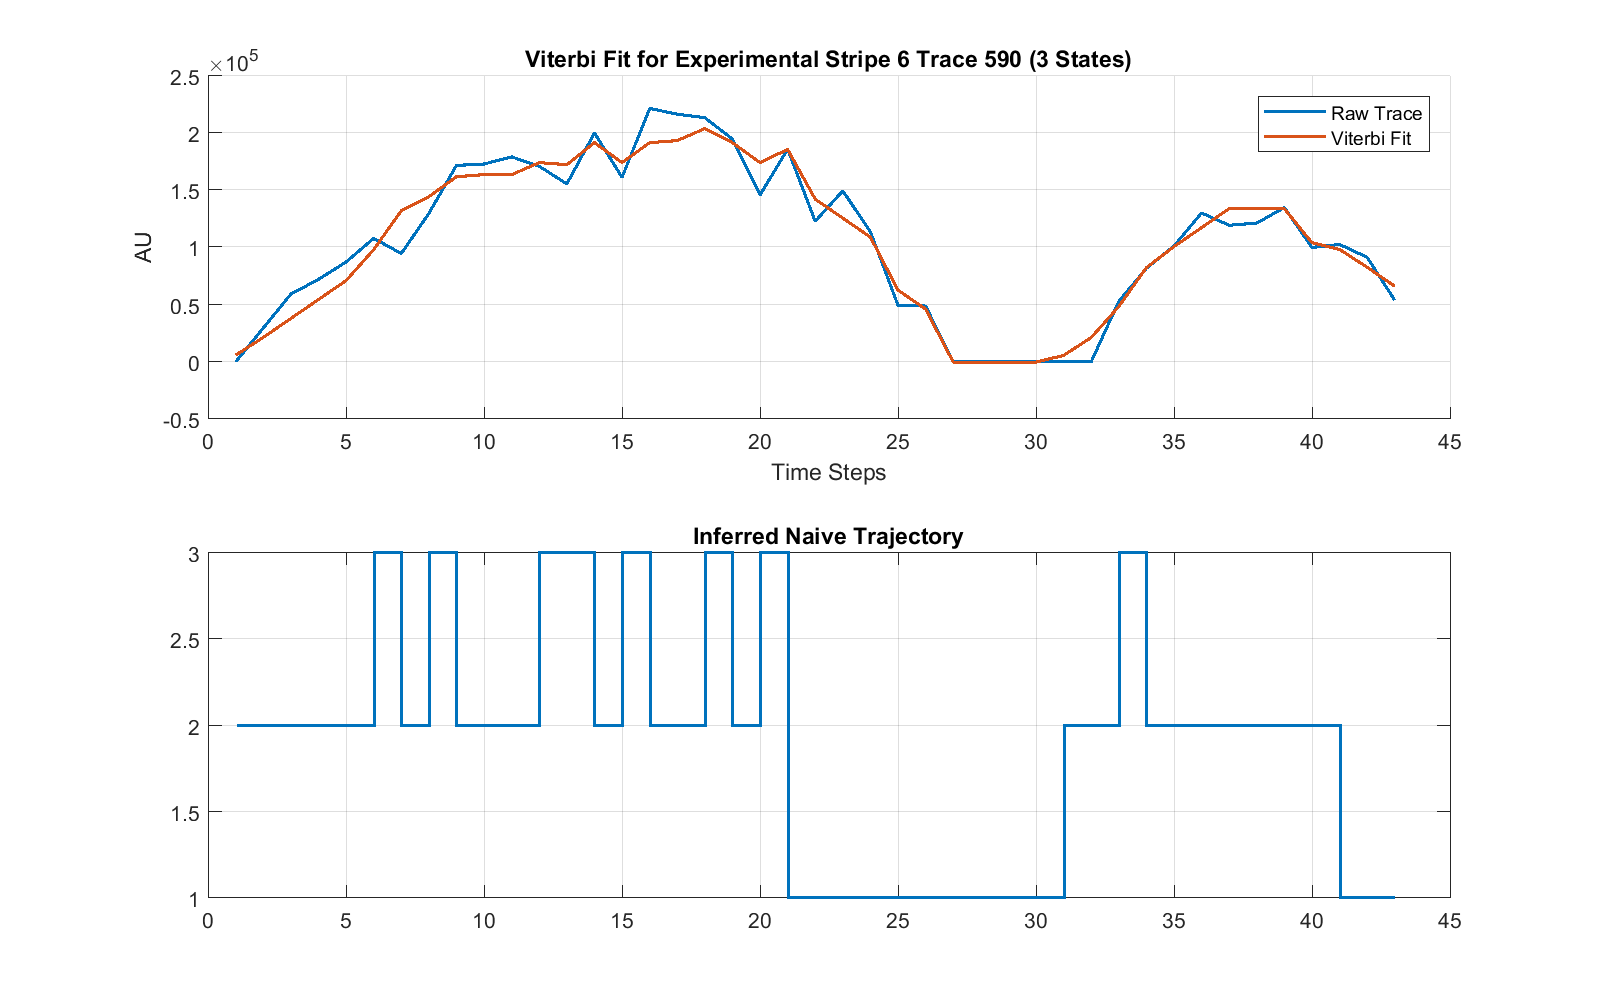 Viterbi Fit for Experimental Stripe 6 Trace 590 (3 States)
×10^5
2.5
2
1.5
1
0.5
0
-0.5
AU
Raw Trace
Viterbi Fit
0 5 10 15 20 25 30 35 40 45
Time Steps
Inferred Naive Trajectory
3
2.5
2
1.5
1
0 5 10 15 20 25 30 35 40 45